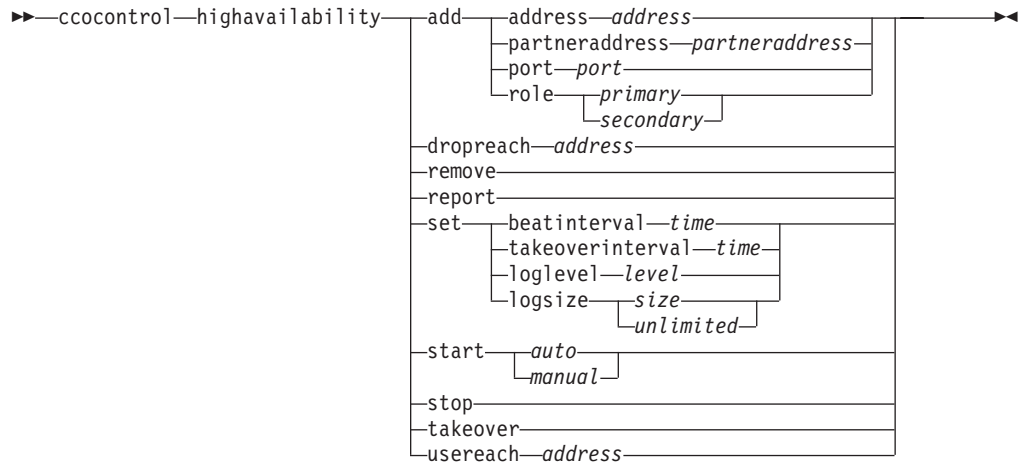 ccocontrol highavailability add address address
partneraddress partneraddress
port port
role primary
secondary
dropreach address
remove
report
set beatinterval time
takeoverinterval time
loglevel level
logsize size
unlimited
start auto
manual
stop
takeover
usereach address